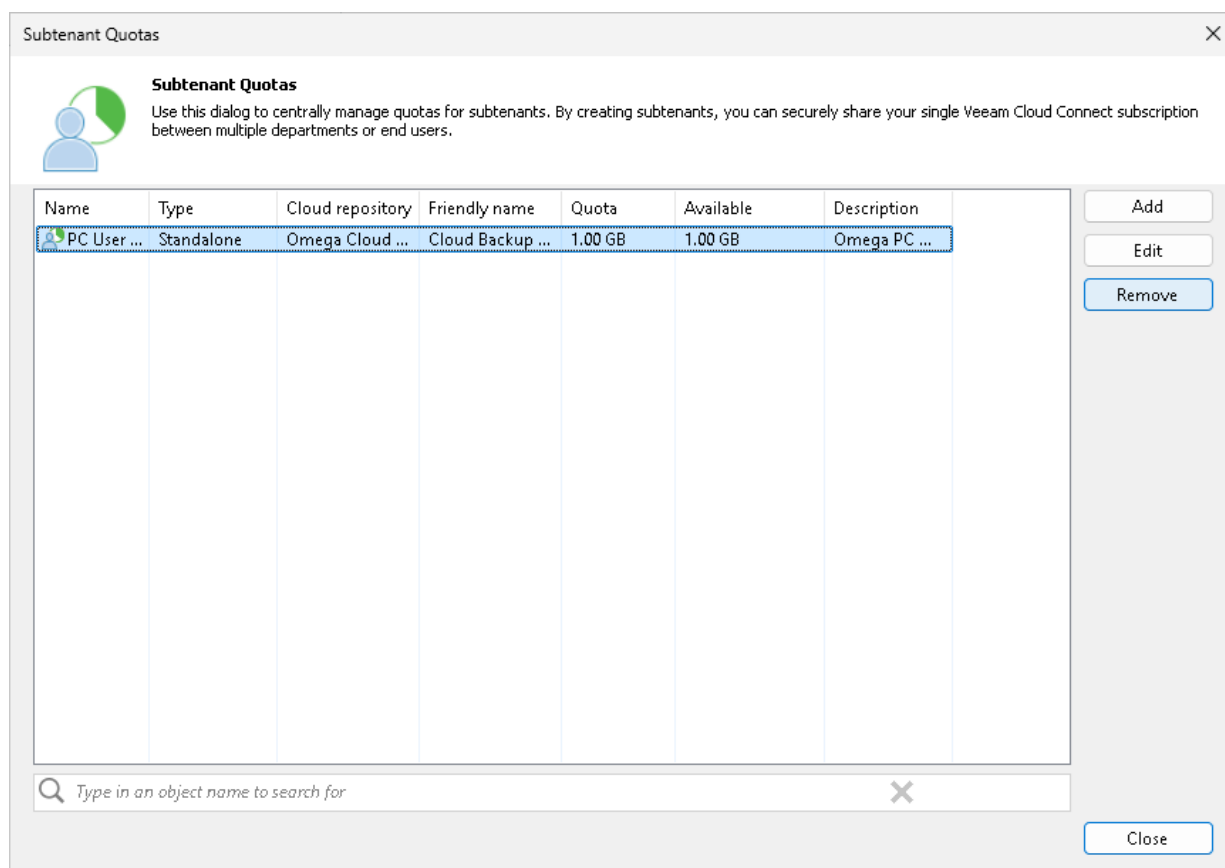 Subtenant Quotas
Subtenant Quotas
Use this dialog to centrally manage quotas for subtenants. By creating subtenants, you can securely share your single Veeam Cloud Connect subscription
between multiple departments or end users.
Name Type Cloud repository Friendly name Quota Available Description
PC User ... Standalone Omega Cloud ... Cloud Backup ... 1.00 GB 1.00 GB Omega PC ...
Add
Edit
Remove
Type in an object name to search for
Close